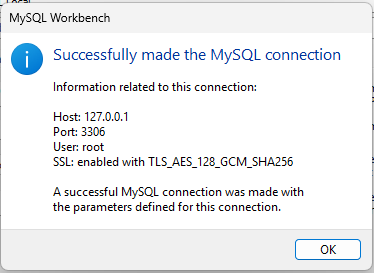 MySQL Workbench
Successfully made the MySQL connection
Information related to this connection:
Host: 127.0.0.1
Port: 3306
User: root
SSL: enabled with TLS_AES_128_GCM_SHA256
A successful MySQL connection was made with
the parameters defined for this connection.
OK